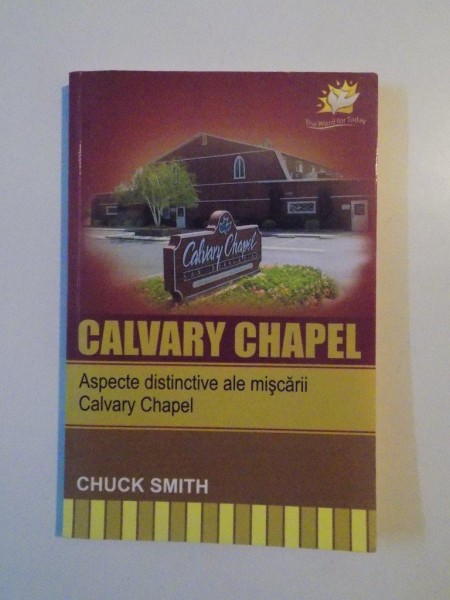 The Word for Today
Calvary Chapel
CALVARY CHAPEL
Aspecte distinctive ale mişcării
Calvary Chapel
CHUCK SMITH